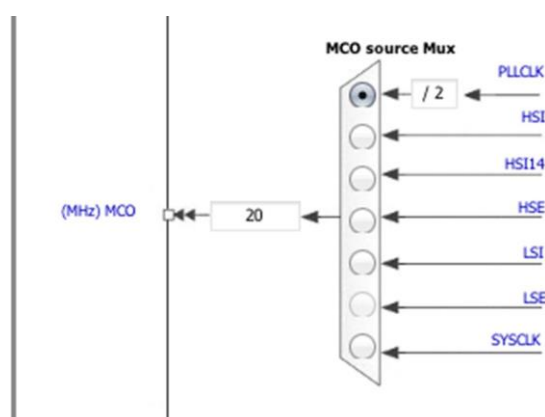 MCO source Mux
PLLCLK
/ 2
HSI
HSI14
(MHz) MCO
20
HSE
LSI
LSE
SYSCLK